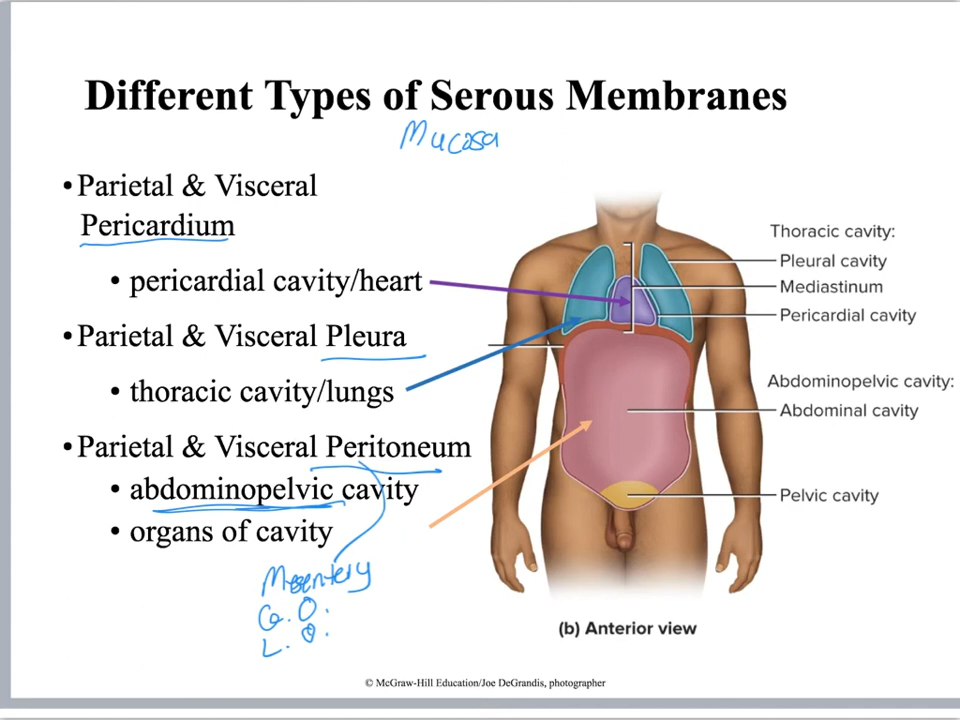 Different Types of Serous Membranes
Mucosa
• Parietal & Visceral
Pericardium
• pericardial cavity/heart
• Parietal & Visceral Pleura
• thoracic cavity/lungs
• Parietal & Visceral Peritoneum
• abdominopelvic cavity
• organs of cavity
Mesentery
G. O.
L. O.
Thoracic cavity:
Pleural cavity
Mediastinum
Pericardial cavity
Abdominopelvic cavity:
Abdominal cavity
Pelvic cavity
(b) Anterior view
© McGraw-Hill Education/Joe DeGrandis, photographer